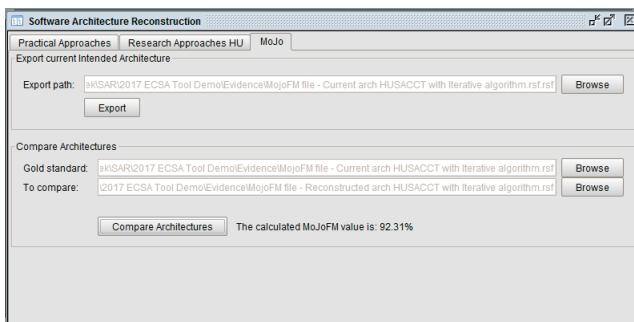 Software Architecture Reconstruction
Practical Approaches Research Approaches HU MoJo
Export current Intended Architecture
Export path: ek\SAR\2017 ECSA Tool Demo\Evidence\MojoFM file - Current arch HUSACCT with Iterative algorithm.rsf.rsf Browse
Export
Compare Architectures
Gold standard: ek\SAR\2017 ECSA Tool Demo\Evidence\MojoFM file - Current arch HUSACCT with Iterative algorithm.rsf.rsf Browse
To compare: \2017 ECSA Tool Demo\Evidence\MojoFM file - Reconstructed arch HUSACCT with Iterative algorithm.rsf Browse
Compare Architectures The calculated MoJoFM value is: 92.31%